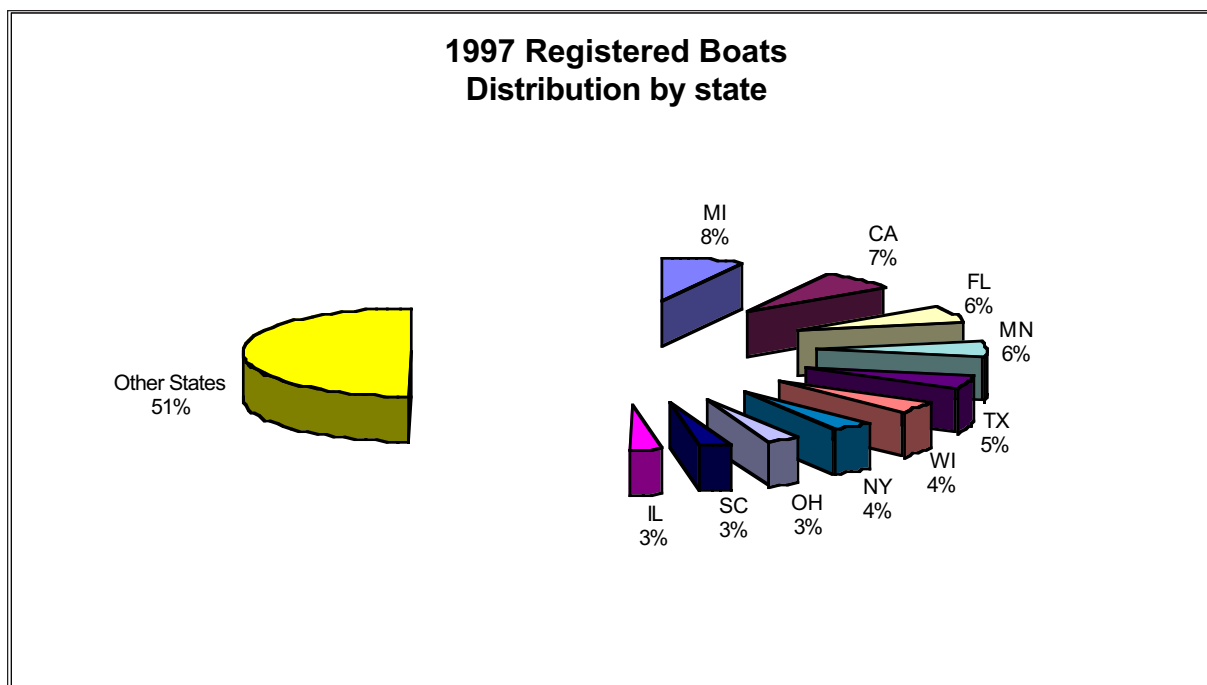 1997 Registered Boats
Distribution by state
MI
8%
CA
7%
FL
6%
MN
6%
TX
5%
WI
4%
NY
4%
OH
3%
SC
3%
IL
3%
Other States
51%